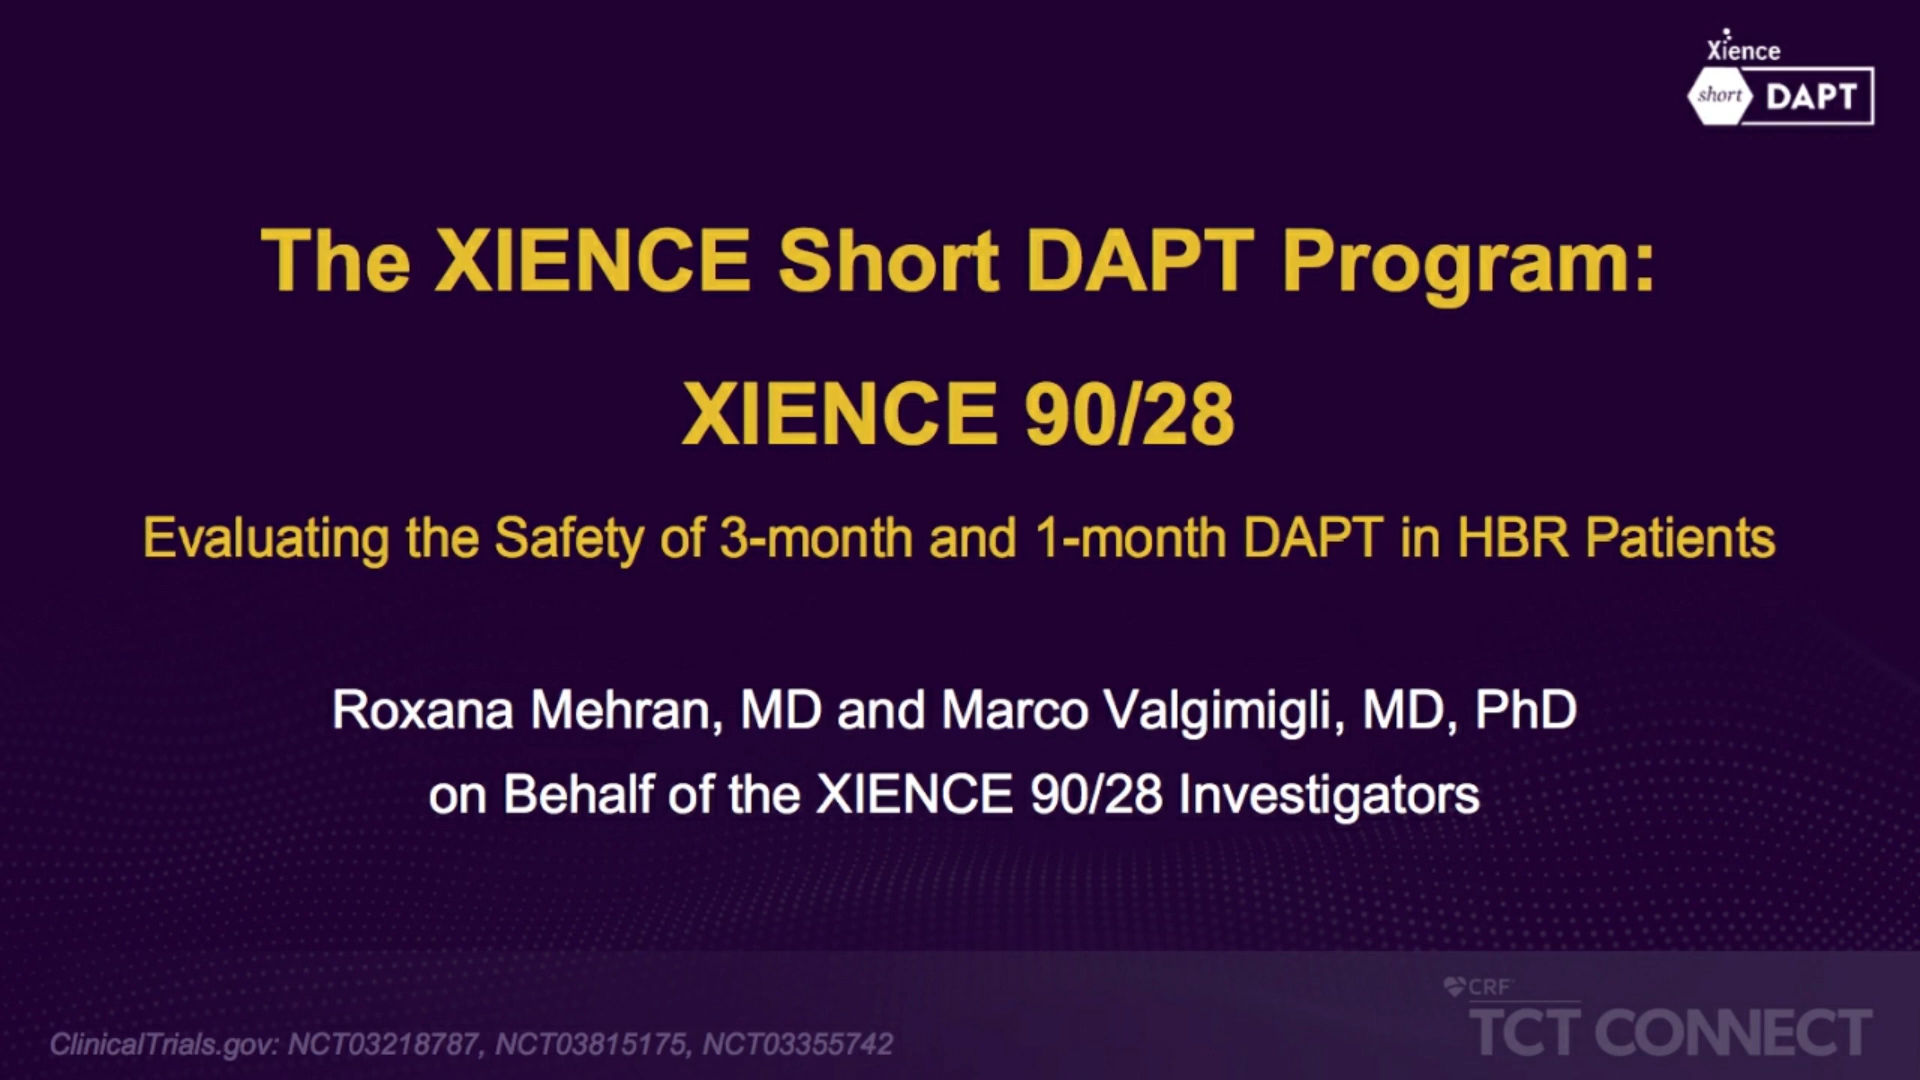 Xience
short DAPT
The XIENCE Short DAPT Program:
XIENCE 90/28
Evaluating the Safety of 3-month and 1-month DAPT in HBR Patients
Roxana Mehran, MD and Marco Valgimigli, MD, PhD
on Behalf of the XIENCE 90/28 Investigators
CRF
TCT CONNECT
ClinicalTrials.gov: NCT03218787, NCT03815175, NCT03355742